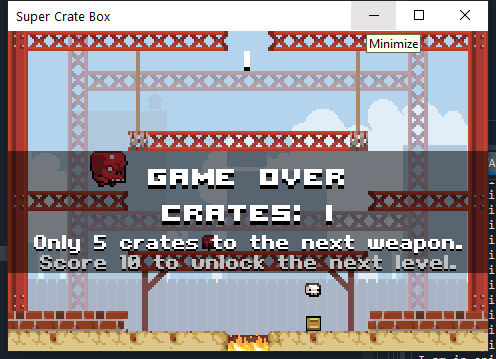 Super Crate Box
Minimize
GAME OVER
CRATES: 1
Only 5 crates to the next weapon.
Score 10 to unlock the next level.